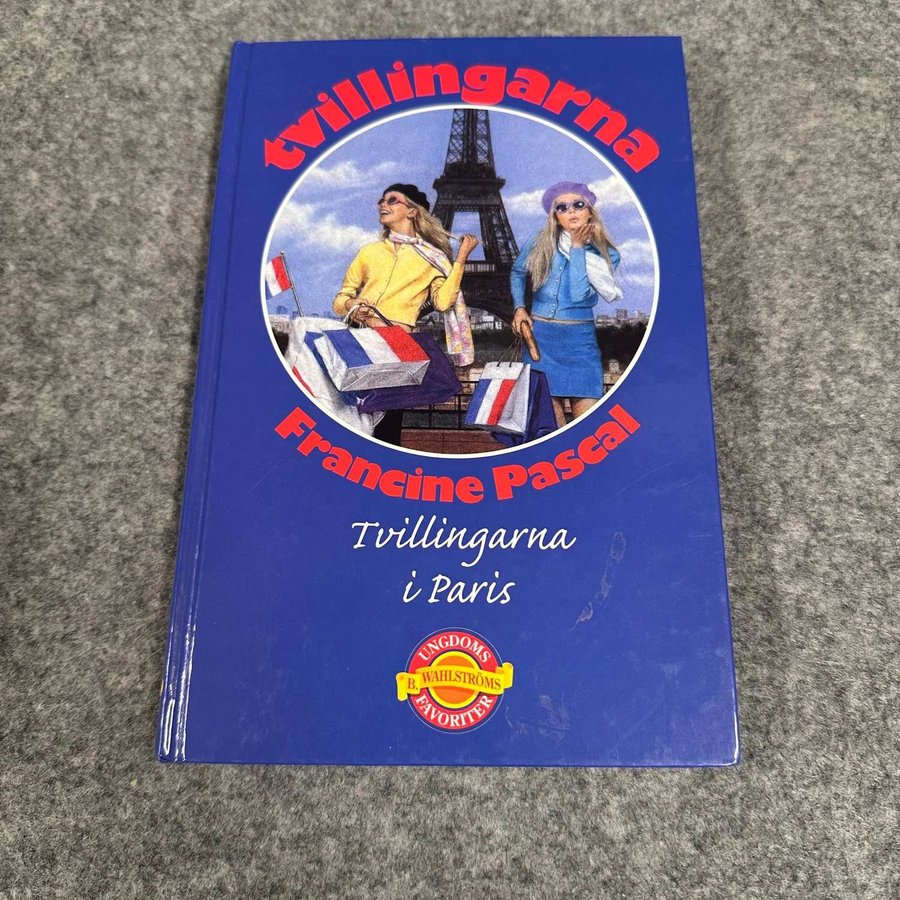 tvillingarna
Francine Pascal
Tvillingarna
i Paris
UNGDOMS
B. WAHLSTRÖMS
FAVORITER